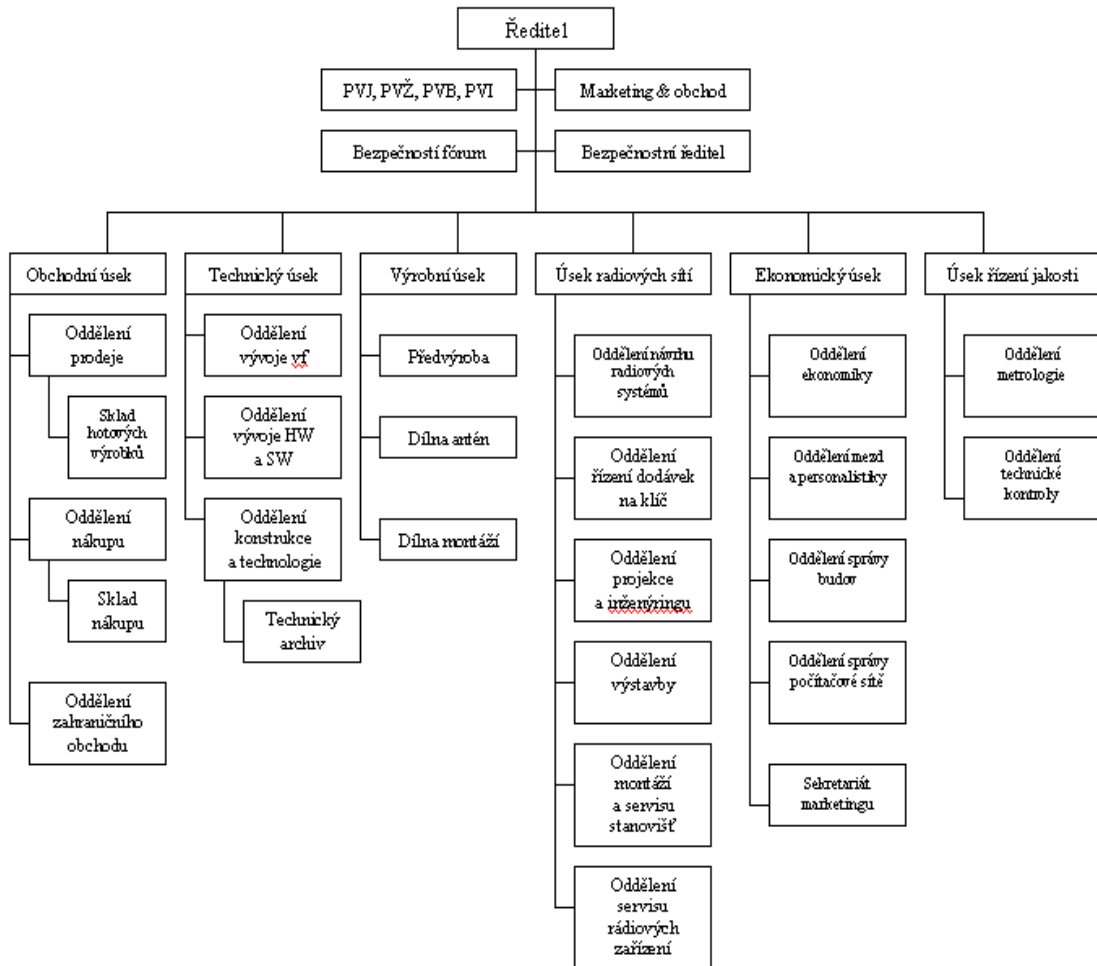 Ředitel
PVJ, PVŽ, PVB, PVI
Marketing & obchod
Bezpečností fórum
Bezpečnostní ředitel
Obchodní úsek
Technický úsek
Výrobní úsek
Úsek radiových sítí
Ekonomický úsek
Úsek řízení jakosti
Oddělení
prodeje
Sklad
hotových
výrobků
Oddělení
nákupu
Sklad
nákupu
Oddělení
zahraničního
obchodu
Oddělení
vývoje vf
Oddělení
vývoje HW
a SW
Oddělení
konstrukce
a technologie
Technický
archiv
Předvýroba
Dílna antén
Dílna montáží
Oddělení návrhu
radiových
systémů
Oddělení
řízení dodávek
na klíč
Oddělení
projekce
a inženýringu
Oddělení
výstavby
Oddělení
montáží
a servisu
stanovišť
Oddělení
servisu
rádiových
zařízení
Oddělení
ekonomiky
Oddělení mezd
a personalistiky
Oddělení správy
budov
Oddělení správy
počítačové sítě
Sekretariát
marketingu
Oddělení
metrologie
Oddělení
technické
kontroly